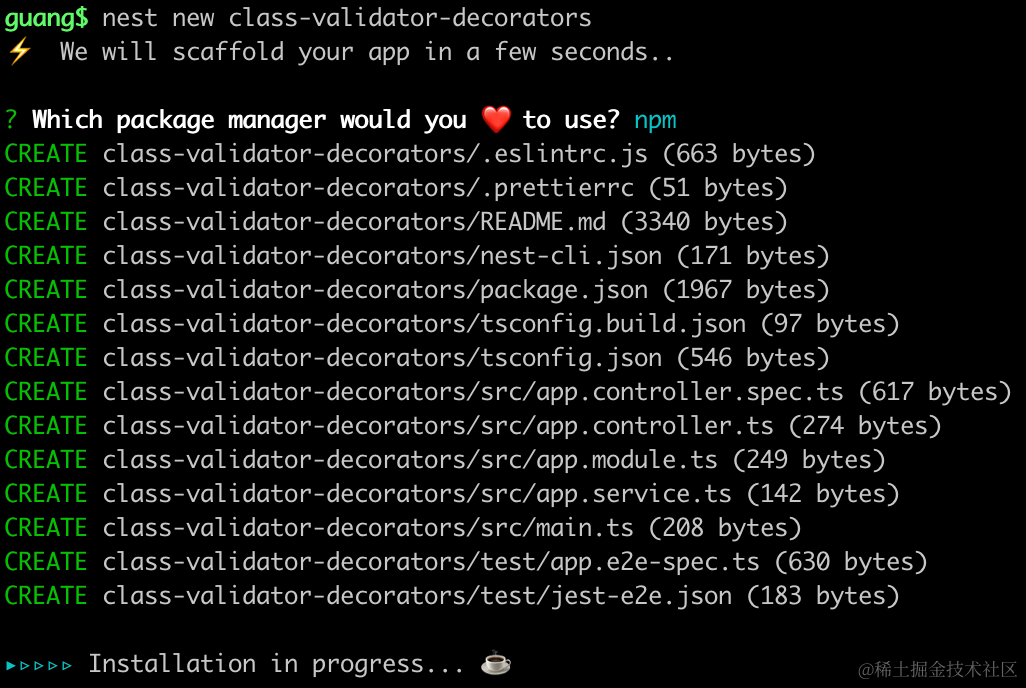 guang$ nest new class-validator-decorators
⚡ We will scaffold your app in a few seconds..
? Which package manager would you ❤️ to use? npm
CREATE class-validator-decorators/.eslintrc.js (663 bytes)
CREATE class-validator-decorators/.prettierrc (51 bytes)
CREATE class-validator-decorators/README.md (3340 bytes)
CREATE class-validator-decorators/nest-cli.json (171 bytes)
CREATE class-validator-decorators/package.json (1967 bytes)
CREATE class-validator-decorators/tsconfig.build.json (97 bytes)
CREATE class-validator-decorators/tsconfig.json (546 bytes)
CREATE class-validator-decorators/src/app.controller.spec.ts (617 bytes)
CREATE class-validator-decorators/src/app.controller.ts (274 bytes)
CREATE class-validator-decorators/src/app.module.ts (249 bytes)
CREATE class-validator-decorators/src/app.service.ts (142 bytes)
CREATE class-validator-decorators/src/main.ts (208 bytes)
CREATE class-validator-decorators/test/app.e2e-spec.ts (630 bytes)
CREATE class-validator-decorators/test/jest-e2e.json (183 bytes)
▸▹▹▹▹ Installation in progress... ☕
@稀土掘金技术社区